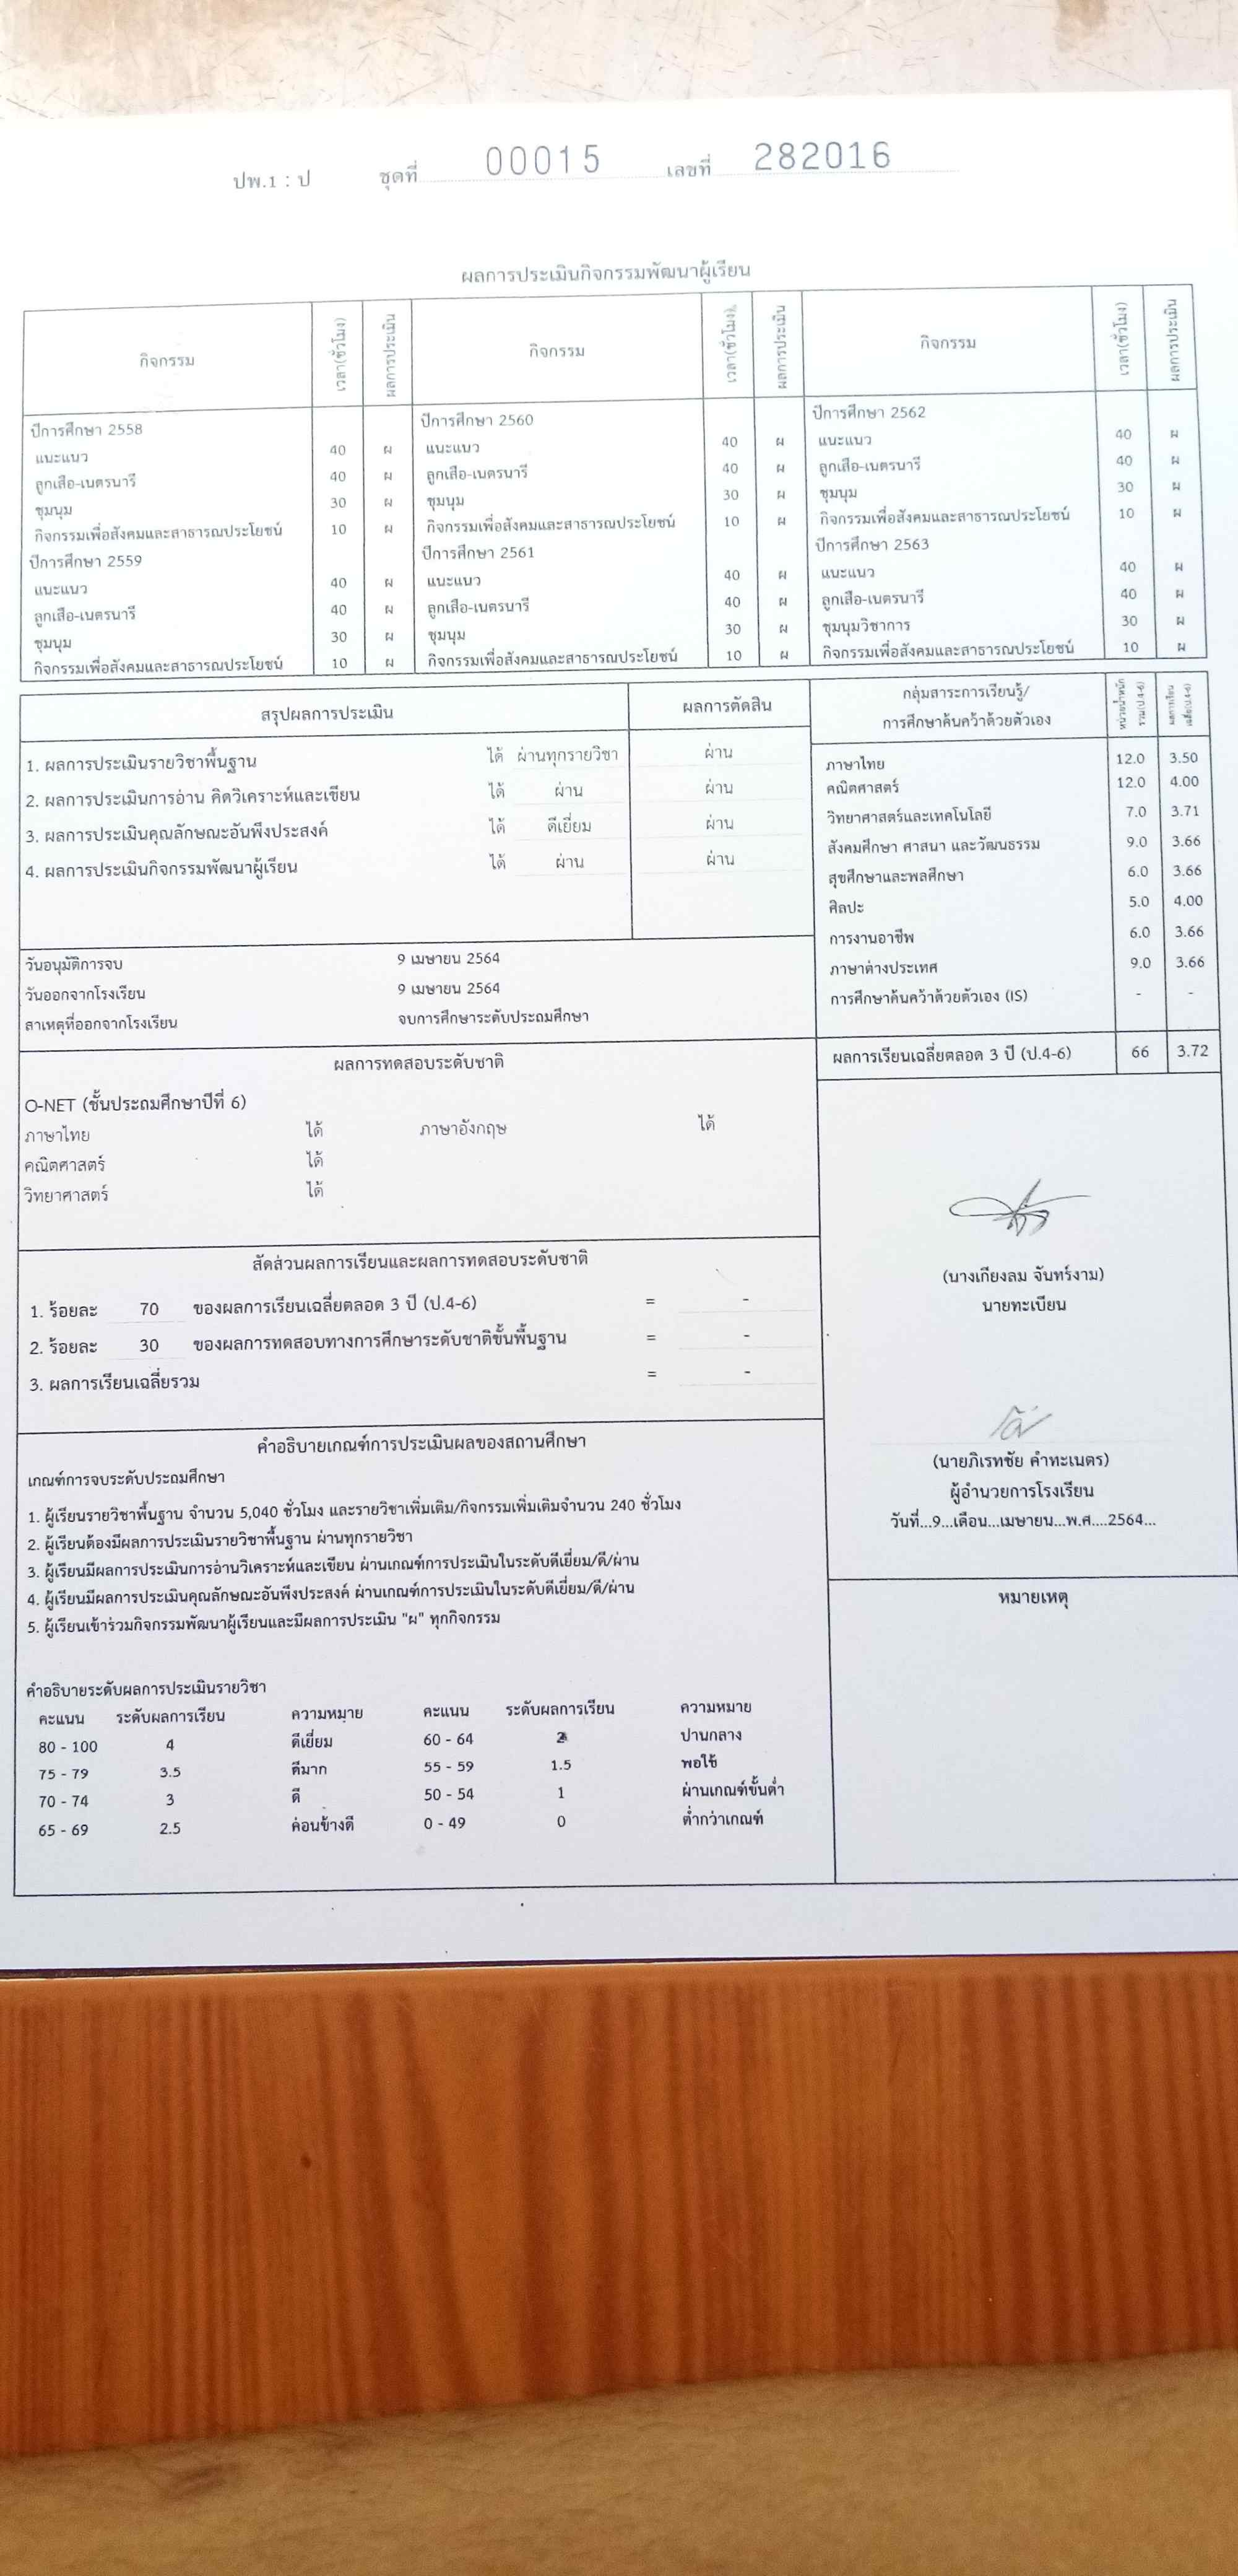 ปพ.1 : ป ชุดที่ 00015 เลขที่ 282016
ผลการประเมินกิจกรรมพัฒนาผู้เรียน
กิจกรรม เวลา(ชั่วโมง) ผลการประเมิน กิจกรรม เวลา(ชั่วโมง) ผลการประเมิน กิจกรรม เวลา(ชั่วโมง) ผลการประเมิน
ปีการศึกษา 2558 ปีการศึกษา 2560 ปีการศึกษา 2562
แนะแนว 40 ผ แนะแนว 40 ผ แนะแนว 40 ผ
ลูกเสือ-เนตรนารี 40 ผ ลูกเสือ-เนตรนารี 40 ผ ลูกเสือ-เนตรนารี 40 ผ
ชุมนุม 30 ผ ชุมนุม 30 ผ ชุมนุม 30 ผ
กิจกรรมเพื่อสังคมและสาธารณประโยชน์ 10 ผ กิจกรรมเพื่อสังคมและสาธารณประโยชน์ 10 ผ กิจกรรมเพื่อสังคมและสาธารณประโยชน์ 10 ผ
ปีการศึกษา 2559 ปีการศึกษา 2561 ปีการศึกษา 2563
แนะแนว 40 ผ แนะแนว 40 ผ แนะแนว 40 ผ
ลูกเสือ-เนตรนารี 40 ผ ลูกเสือ-เนตรนารี 40 ผ ลูกเสือ-เนตรนารี 40 ผ
ชุมนุม 30 ผ ชุมนุม 30 ผ ชุมนุมวิชาการ 30 ผ
กิจกรรมเพื่อสังคมและสาธารณประโยชน์ 10 ผ กิจกรรมเพื่อสังคมและสาธารณประโยชน์ 10 ผ กิจกรรมเพื่อสังคมและสาธารณประโยชน์ 10 ผ
สรุปผลการประเมิน ผลการตัดสิน
1. ผลการประเมินรายวิชาพื้นฐาน ได้ ผ่านทุกรายวิชา ผ่าน
2. ผลการประเมินการอ่าน คิดวิเคราะห์และเขียน ได้ ผ่าน ผ่าน
3. ผลการประเมินคุณลักษณะอันพึงประสงค์ ได้ ดีเยี่ยม ผ่าน
4. ผลการประเมินกิจกรรมพัฒนาผู้เรียน ได้ ผ่าน ผ่าน
วันอนุมัติการจบ 9 เมษายน 2564
วันออกจากโรงเรียน 9 เมษายน 2564
สาเหตุที่ออกจากโรงเรียน จบการศึกษาระดับประถมศึกษา
กลุ่มสาระการเรียนรู้/
การศึกษาค้นคว้าด้วยตัวเอง
หน่วยน้ำหนัก
รวม(ป.4-6)
ผลการเรียน
เฉลี่ย(ป.4-6)
ภาษาไทย 12.0 3.50
คณิตศาสตร์ 12.0 4.00
วิทยาศาสตร์และเทคโนโลยี 7.0 3.71
สังคมศึกษา ศาสนา และวัฒนธรรม 9.0 3.66
สุขศึกษาและพลศึกษา 6.0 3.66
ศิลปะ 5.0 4.00
การงานอาชีพ 6.0 3.66
ภาษาต่างประเทศ 9.0 3.66
การศึกษาค้นคว้าด้วยตัวเอง (IS) - -
ผลการเรียนเฉลี่ยตลอด 3 ปี (ป.4-6) 66 3.72
ผลการทดสอบระดับชาติ
O-NET (ชั้นประถมศึกษาปีที่ 6)
ภาษาไทย ได้ ภาษาอังกฤษ ได้
คณิตศาสตร์ ได้
วิทยาศาสตร์ ได้
สัดส่วนผลการเรียนและผลการทดสอบระดับชาติ
1. ร้อยละ 70 ของผลการเรียนเฉลี่ยตลอด 3 ปี (ป.4-6) = -
2. ร้อยละ 30 ของผลการทดสอบทางการศึกษาระดับชาติขั้นพื้นฐาน = -
3. ผลการเรียนเฉลี่ยรวม = -
(นางเกียงลม จันทร์งาม)
นายทะเบียน
(นายภิเรทชัย คำทะเนตร)
ผู้อำนวยการโรงเรียน
วันที่...9...เดือน...เมษายน...พ.ศ....2564...
หมายเหตุ
คำอธิบายเกณฑ์การประเมินผลของสถานศึกษา
เกณฑ์การจบระดับประถมศึกษา
1. ผู้เรียนรายวิชาพื้นฐาน จำนวน 5,040 ชั่วโมง และรายวิชาเพิ่มเติม/กิจกรรมเพิ่มเติมจำนวน 240 ชั่วโมง
2. ผู้เรียนต้องมีผลการประเมินรายวิชาพื้นฐาน ผ่านทุกรายวิชา
3. ผู้เรียนมีผลการประเมินการอ่านวิเคราะห์และเขียน ผ่านเกณฑ์การประเมินในระดับดีเยี่ยม/ดี/ผ่าน
4. ผู้เรียนมีผลการประเมินคุณลักษณะอันพึงประสงค์ ผ่านเกณฑ์การประเมินในระดับดีเยี่ยม/ดี/ผ่าน
5. ผู้เรียนเข้าร่วมกิจกรรมพัฒนาผู้เรียนและมีผลการประเมิน "ผ" ทุกกิจกรรม
คำอธิบายระดับผลการประเมินรายวิชา
คะแนน ระดับผลการเรียน ความหมาย คะแนน ระดับผลการเรียน ความหมาย
80 - 100 4 ดีเยี่ยม 60 - 64 2 ปานกลาง
75 - 79 3.5 ดีมาก 55 - 59 1.5 พอใช้
70 - 74 3 ดี 50 - 54 1 ผ่านเกณฑ์ขั้นต่ำ
65 - 69 2.5 ค่อนข้างดี 0 - 49 0 ต่ำกว่าเกณฑ์